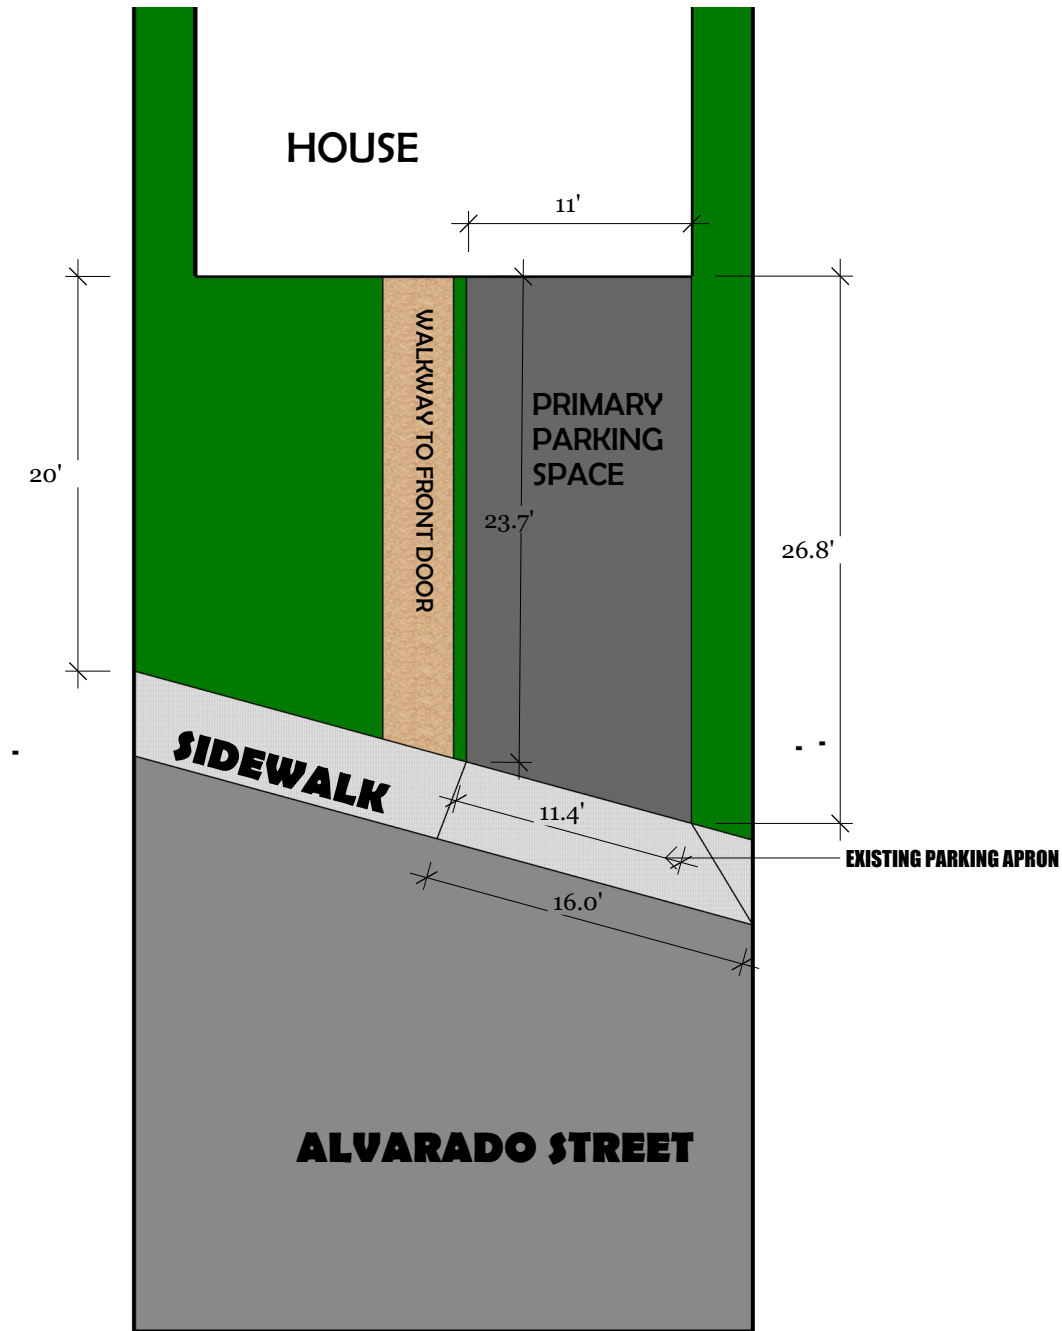 HOUSE
11'
WALKWAY TO FRONT DOOR
PRIMARY
PARKING
SPACE
20'
23.7'
26.8'
SIDEWALK
11.4'
EXISTING PARKING APRON
16.0'
ALVARADO STREET